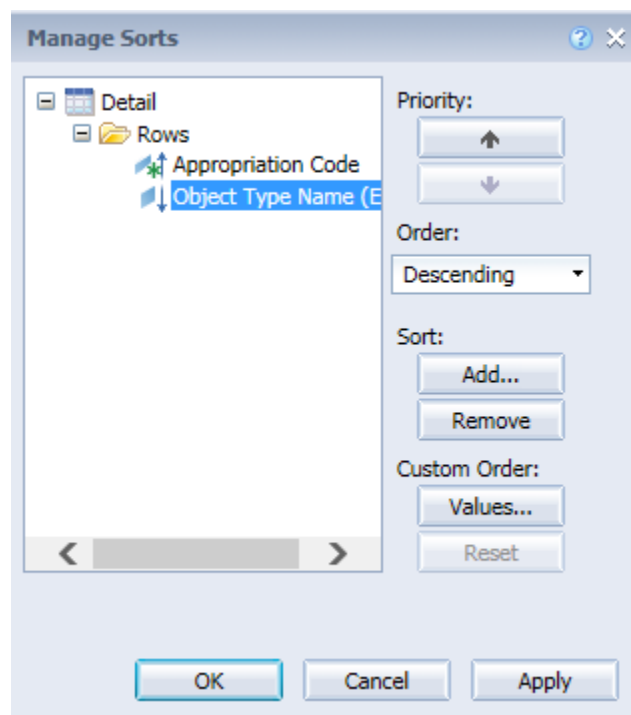 Manage Sorts
Detail
Rows
Appropriation Code
Object Type Name (E
Priority:
Order:
Descending
Sort:
Add...
Remove
Custom Order:
Values...
Reset
OK
Cancel
Apply